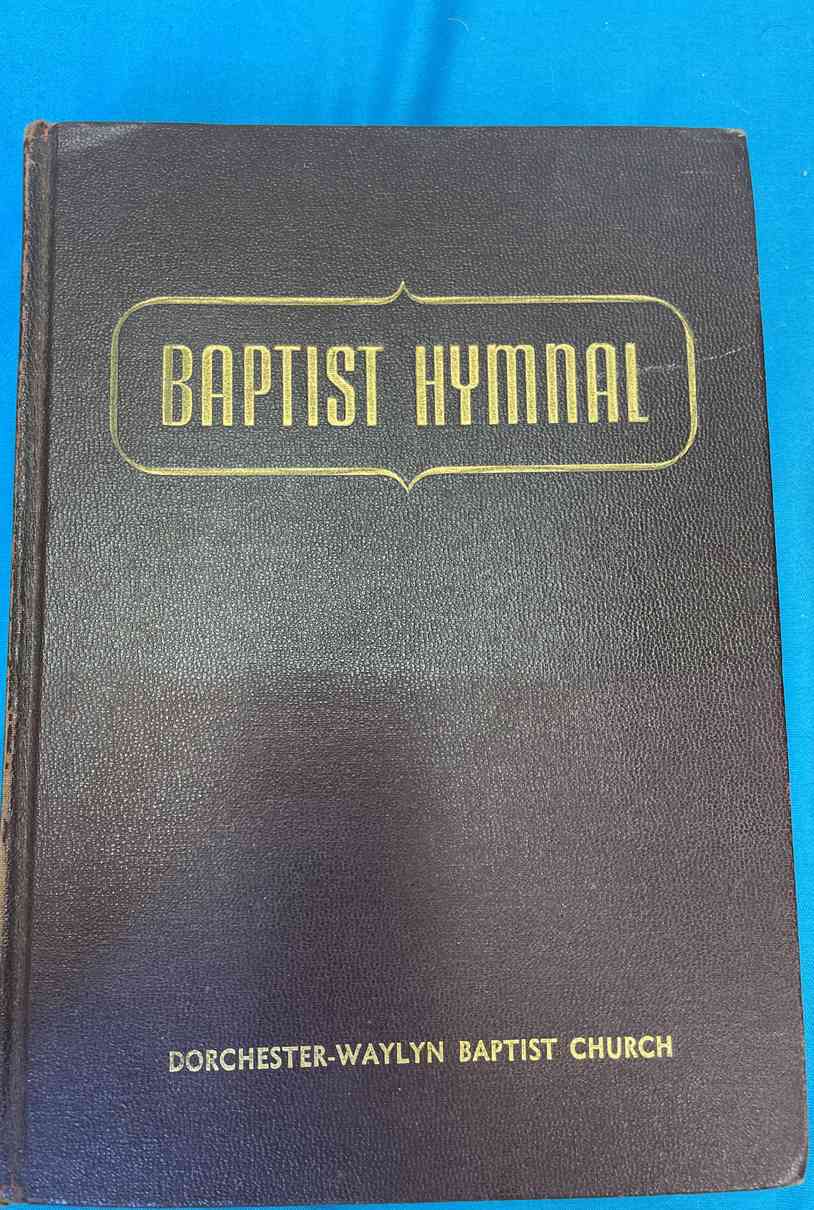 BAPTIST HYMNAL
DORCHESTER-WAYLYN BAPTIST CHURCH